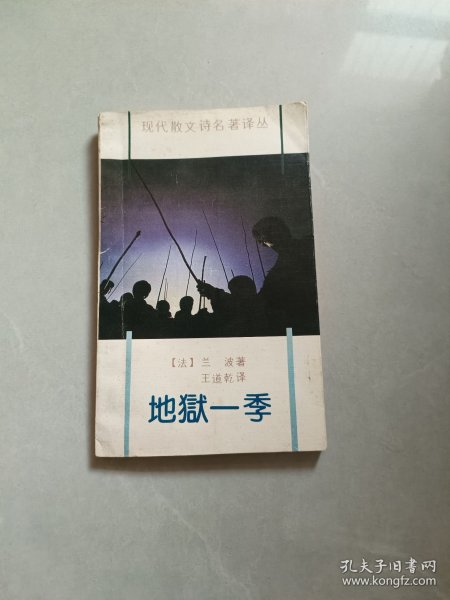 现代散文诗名著译丛
【法】兰 波著
王道乾译
地獄一季
孔夫子旧书网
www.kongfz.com